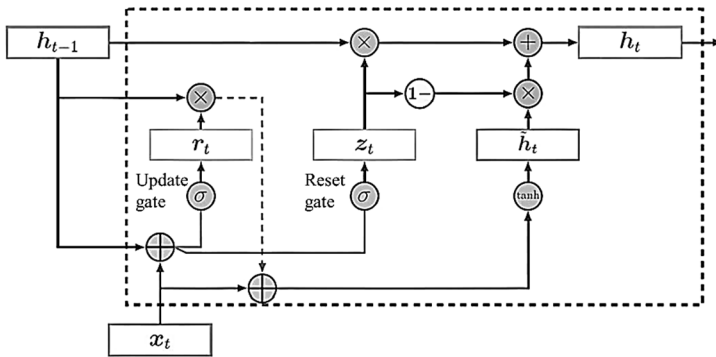 h_{t-1}
×
+
h_t
×
1-
×
r_t
z_t
h̃_t
Update
gate
σ
Reset
gate
σ
tanh
+
+
x_t